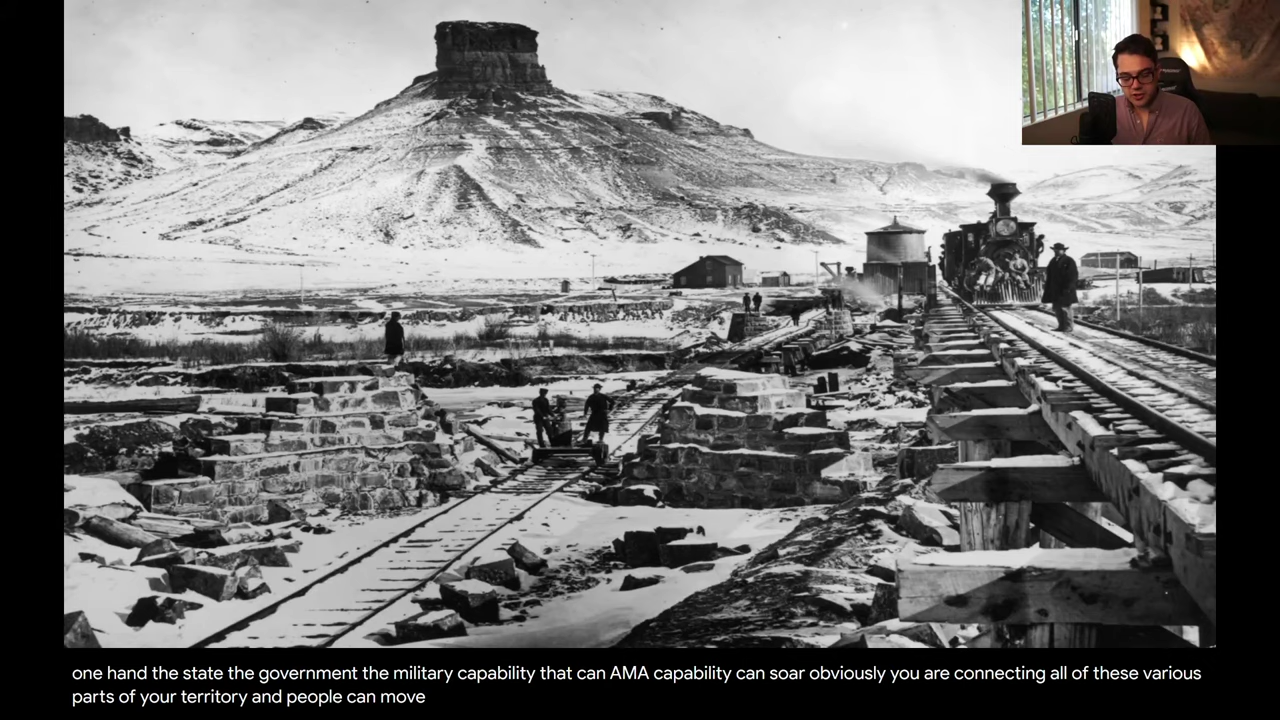 one hand the state the government the military capability that can AMA capability can soar obviously you are connecting all of these various
parts of your territory and people can move